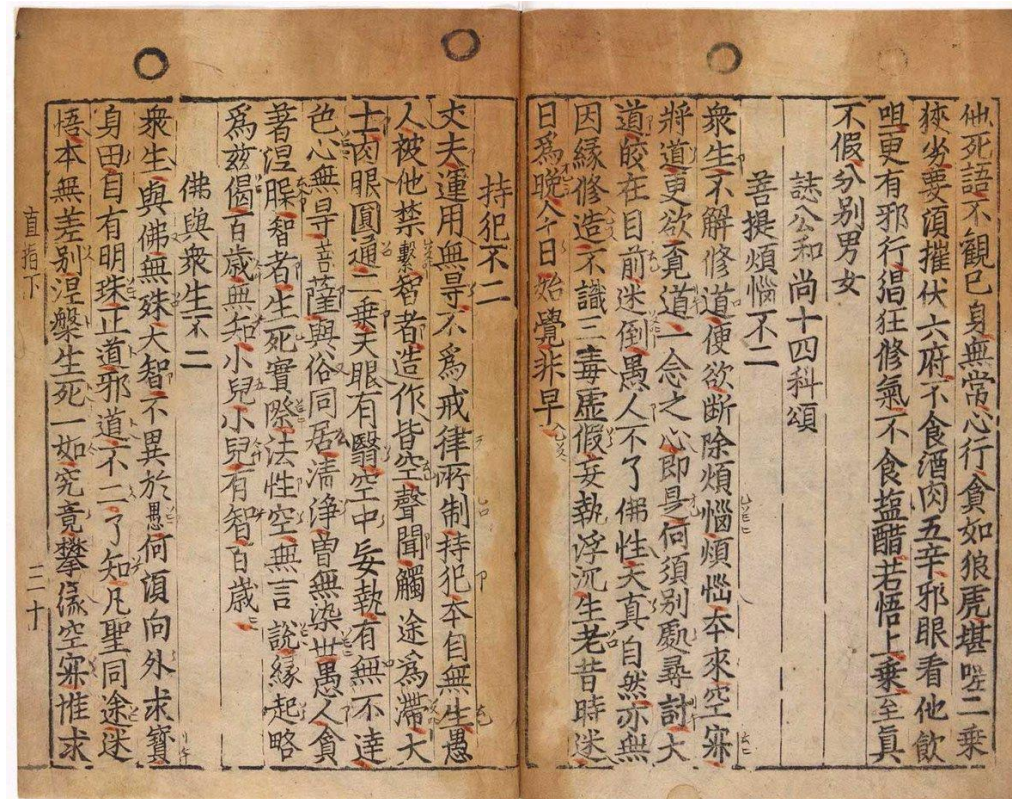 他死語不觀已身無常心行貪如狼虎堪嗟二乘
狹劣要須摧伏六府不食酒肉五辛邪眼看他飮
咀更有邪行猖狂修氣不食塩醋若悟上乘至眞
不假分別男女
誌公和尚十四科頌
菩提煩惱不二
衆生不解修道便欲断除煩惱煩惱本來空寂
將道更欲覓道一念之心即是何須別處尋討大
道皎在目前迷倒愚人不了佛性天真自然亦無
因緣修造不識三毒虛假妄執浮沉生老昔時迷
日爲晚今日始覺非早
持犯不二
丈夫運用無㝵不爲戒律所制持犯本自無生愚
人被他禁繫智者造作皆空聲聞觸途爲滯大
士肉眼圓通二乘天眼有翳空中妄執有無不達
色心無㝵菩薩與俗同居清淨曾無染世愚人貪
著涅槃智者生死實際法性空無言說緣起略
爲玆偈百歲無知小兒小兒有智百歲
佛與衆生不二
衆生與佛無殊大智不異於愚何須向外求寶
身田自有明珠正道邪道不二了知凡聖同途迷
悟本無差別涅槃生死一如究竟攀緣空寂惟求
直指下 三十